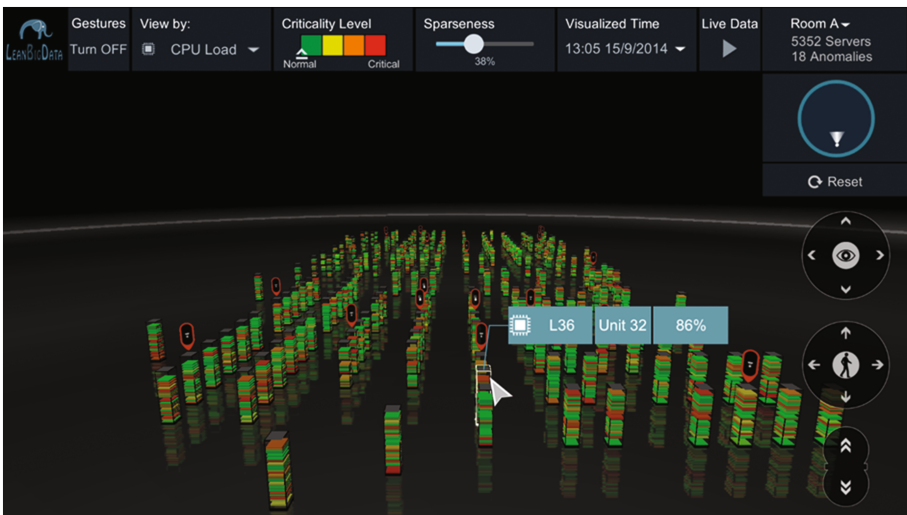 LEANBIGDATA
Gestures
Turn OFF
View by:
CPU Load
Criticality Level
Normal
Critical
Sparseness
38%
Visualized Time
13:05 15/9/2014
Live Data
Room A
5352 Servers
18 Anomalies
Reset
L36
Unit 32
86%